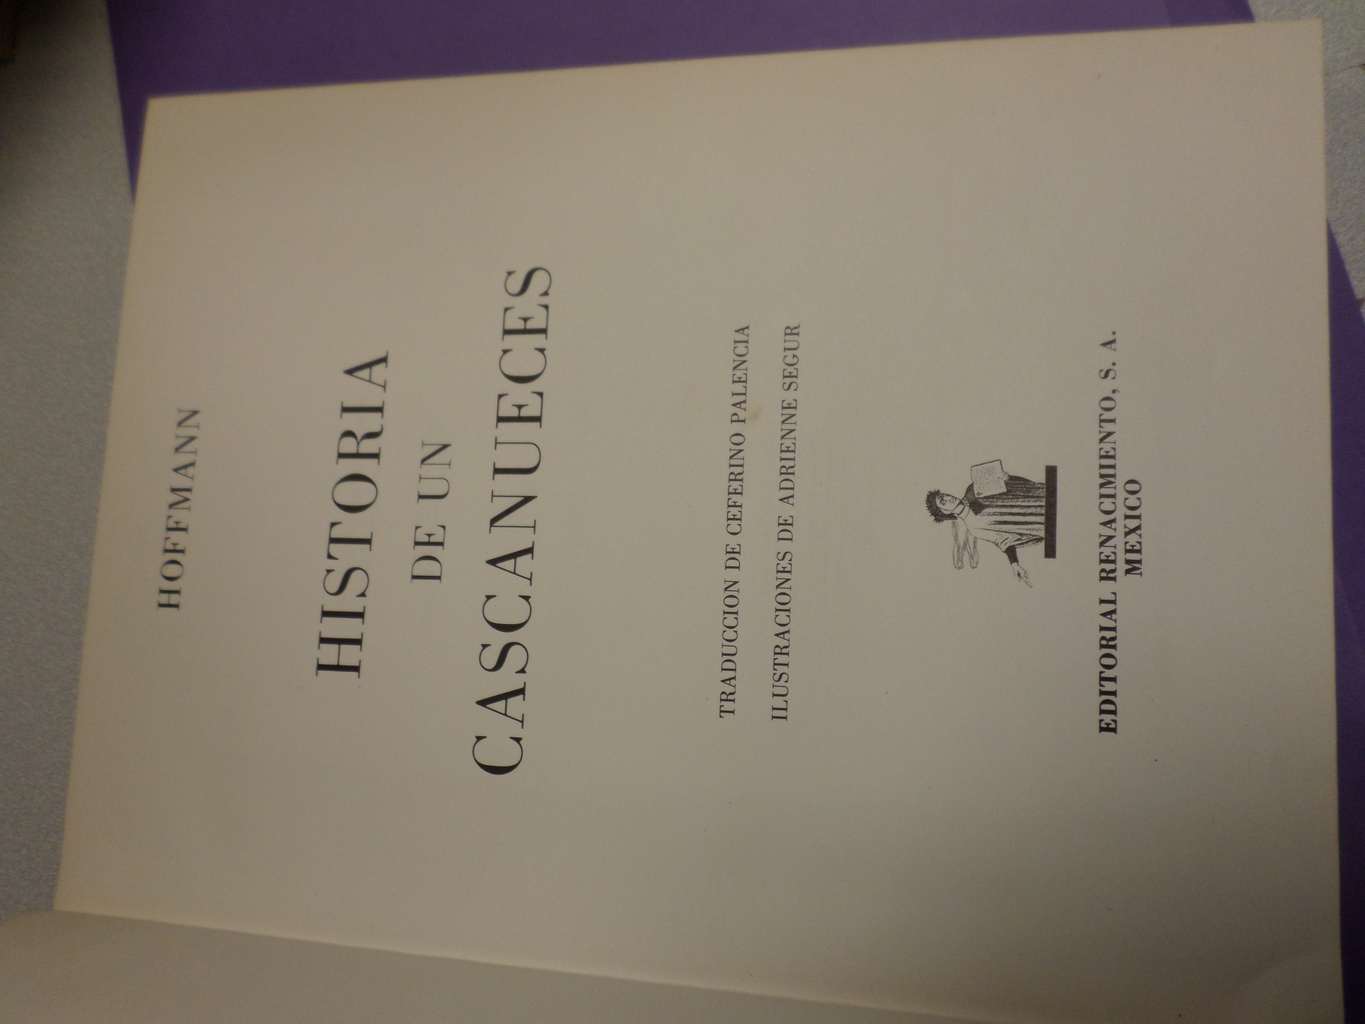 HOFFMANN
HISTORIA
DE UN
CASCANUECES
TRADUCCION DE CEFERINO PALENCIA
ILUSTRACIONES DE ADRIENNE SEGUR
EDITORIAL RENACIMIENTO, S. A.
MEXICO